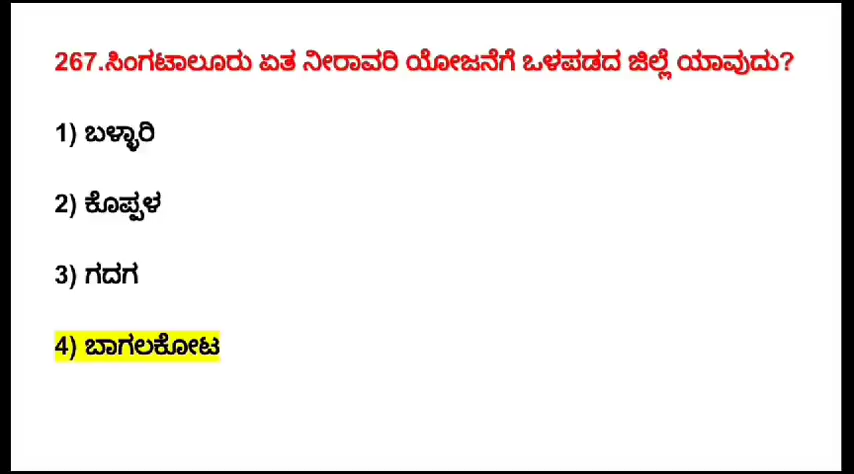 267.ಸಿಂಗಟಾಲೂರು ಏತ ನೀರಾವರಿ ಯೋಜನೆಗೆ ಒಳಪಡದ ಜಿಲ್ಲೆ ಯಾವುದು?
1) ಬಳ್ಳಾರಿ
2) ಕೊಪ್ಪಳ
3) ಗದಗ
4) ಬಾಗಲಕೋಟ